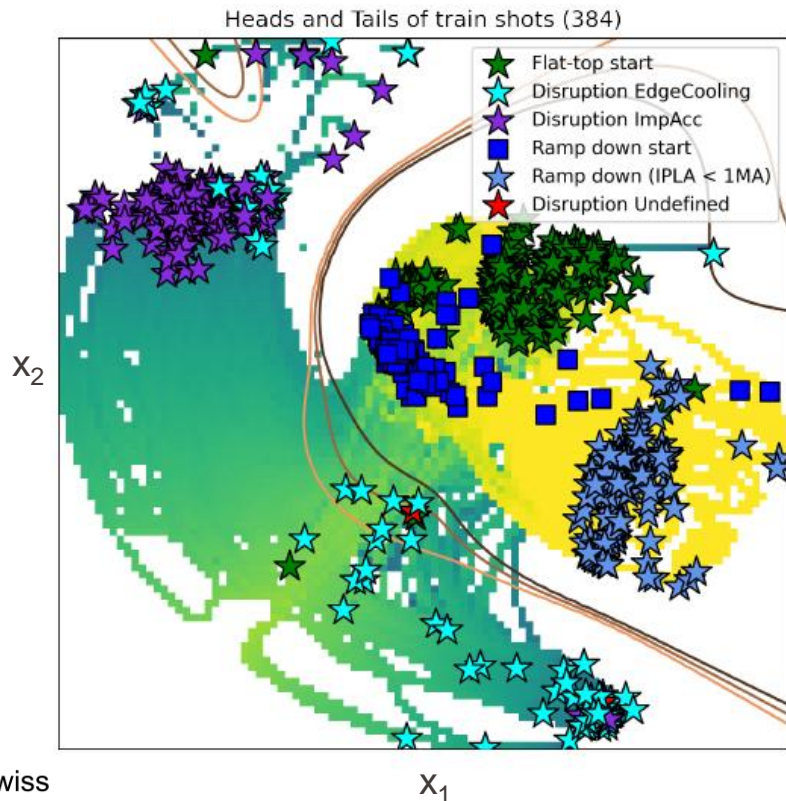 Heads and Tails of train shots (384)
Flat-top start
Disruption EdgeCooling
Disruption ImpAcc
Ramp down start
Ramp down (IPLA < 1MA)
Disruption Undefined
X2
wiss
X1